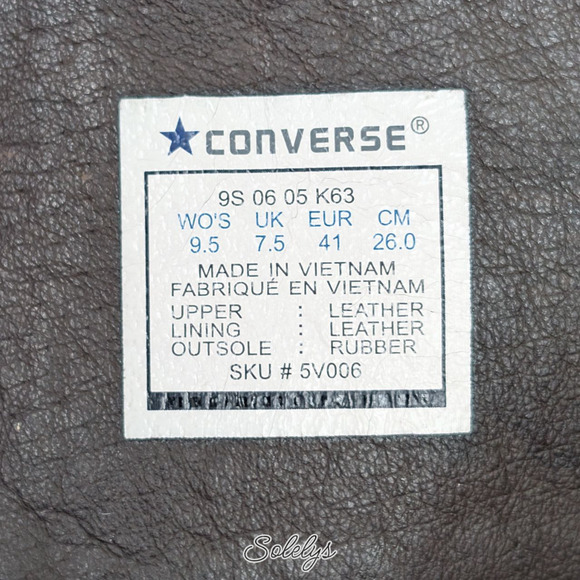 ★CONVERSE®
9S 06 05 K63
WO'S UK EUR CM
9.5 7.5 41 26.0
MADE IN VIETNAM
FABRIQUÉ EN VIETNAM
UPPER : LEATHER
LINING : LEATHER
OUTSOLE : RUBBER
SKU # 5V006
Solelys